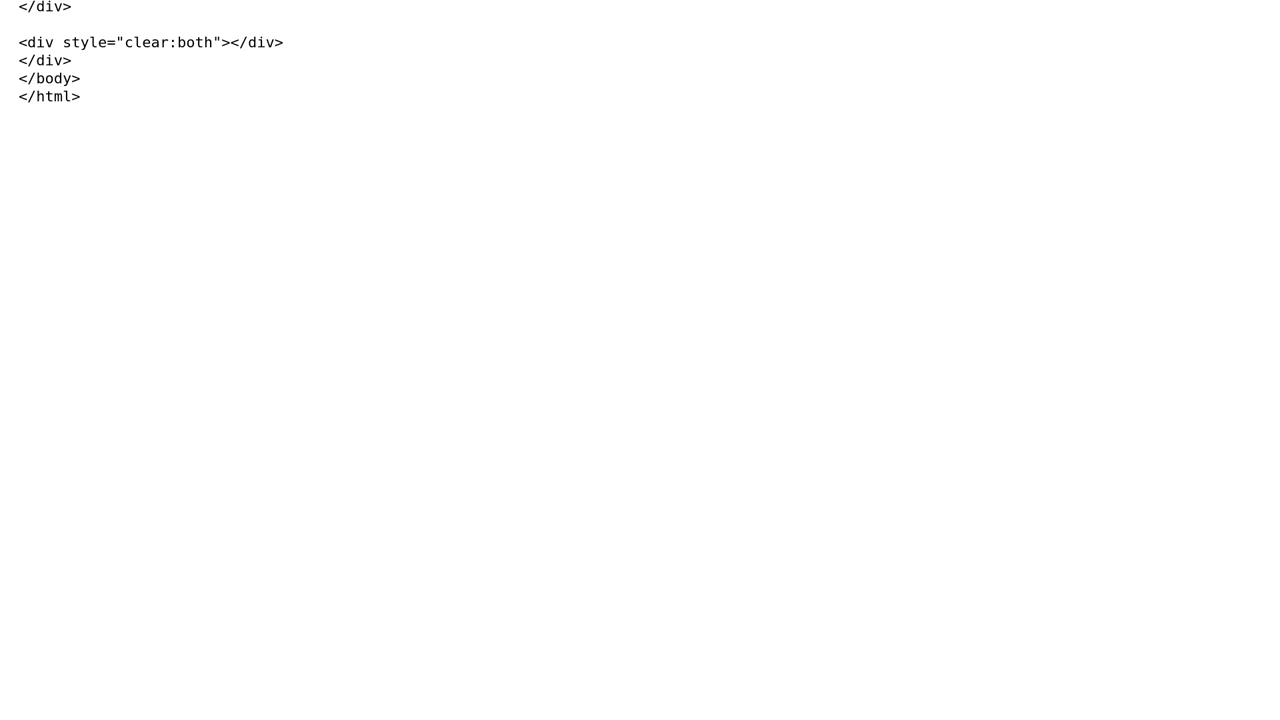 </div>

<div style="clear:both"></div>
</div>
</body>
</html>